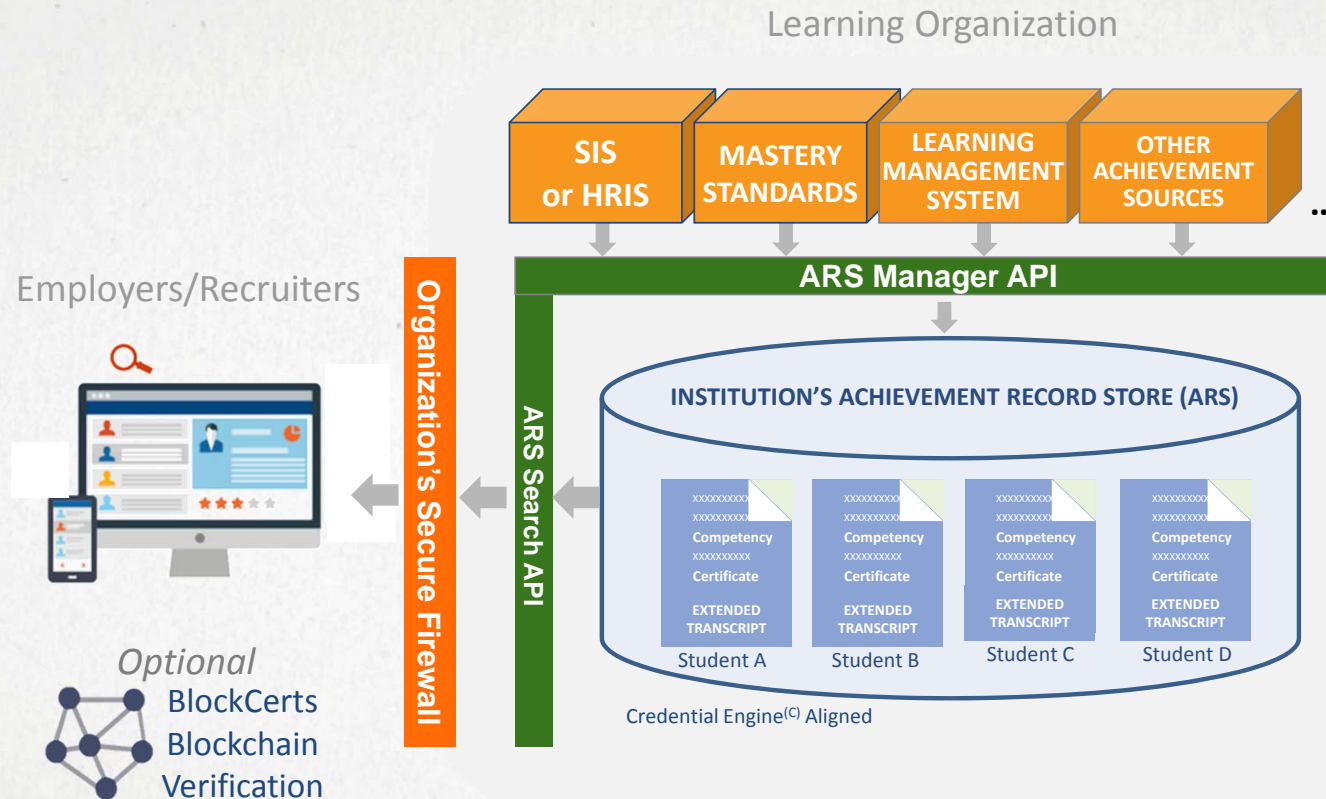 Learning Organization
SIS
or HRIS
MASTERY
STANDARDS
LEARNING
MANAGEMENT
SYSTEM
OTHER
ACHIEVEMENT
SOURCES
..
ARS Manager API
Employers/Recruiters
Organization's Secure Firewall
ARS Search API
INSTITUTION'S ACHIEVEMENT RECORD STORE (ARS)
xxxxxxxxxx
xxxxxxxxxx
Competency
xxxxxxxxxx
Certificate
EXTENDED
TRANSCRIPT
Student A
xxxxxxxxxx
xxxxxxxxxx
Competency
xxxxxxxxxx
Certificate
EXTENDED
TRANSCRIPT
Student B
xxxxxxxxxx
xxxxxxxxxx
Competency
xxxxxxxxxx
Certificate
EXTENDED
TRANSCRIPT
Student C
xxxxxxxxxx
xxxxxxxxxx
Competency
xxxxxxxxxx
Certificate
EXTENDED
TRANSCRIPT
Student D
Credential Engine(C) Aligned
Optional
BlockCerts
Blockchain
Verification